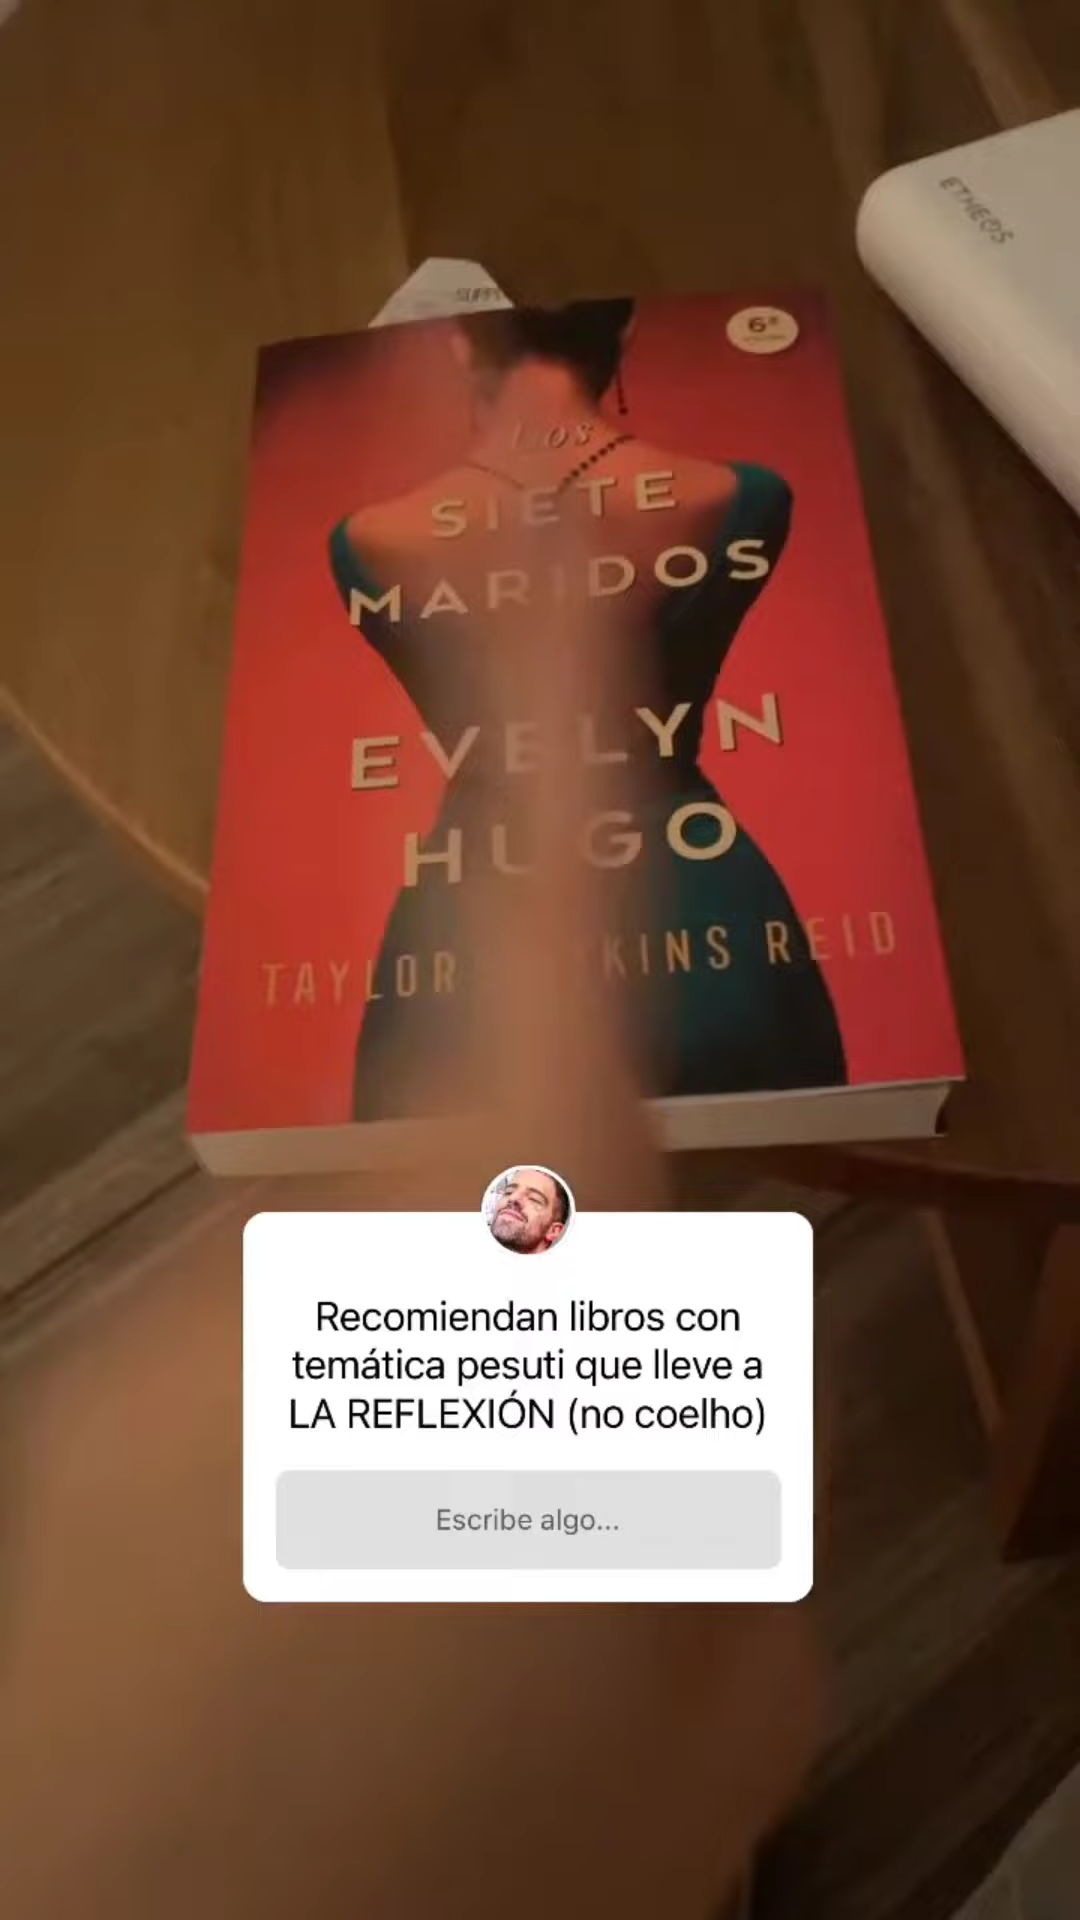 ETHEOS
SUPP
6ª
Los
SIETE
MARIDOS
EVELYN
HUGO
TAYLOR KINS REID
Recomiendan libros con
temática pesuti que lleve a
LA REFLEXIÓN (no coelho)
Escribe algo...